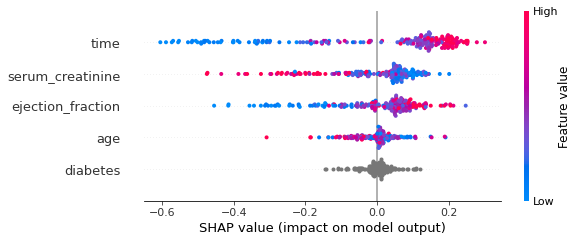 High
time
serum_creatinine
ejection_fraction
age
diabetes
Feature value
Low
−0.6 −0.4 −0.2 0.0 0.2
SHAP value (impact on model output)